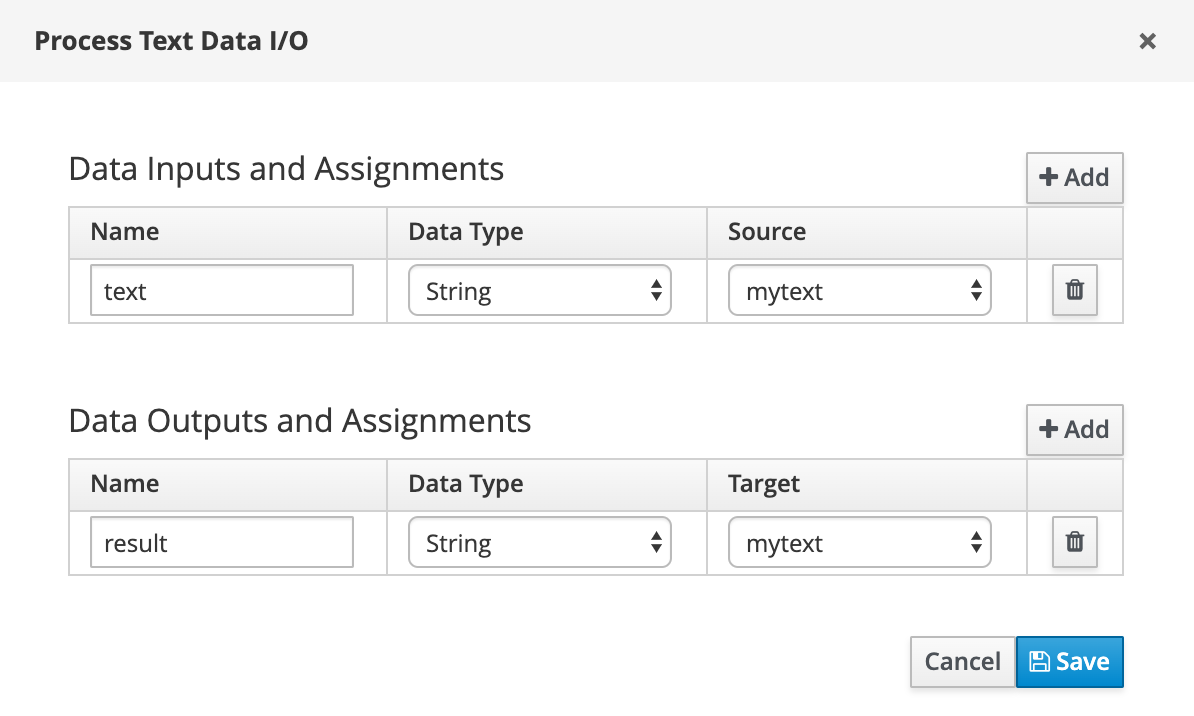 Process Text Data I/O
Data Inputs and Assignments
Add
Name Data Type Source
text String mytext
Data Outputs and Assignments
Add
Name Data Type Target
result String mytext
Cancel Save